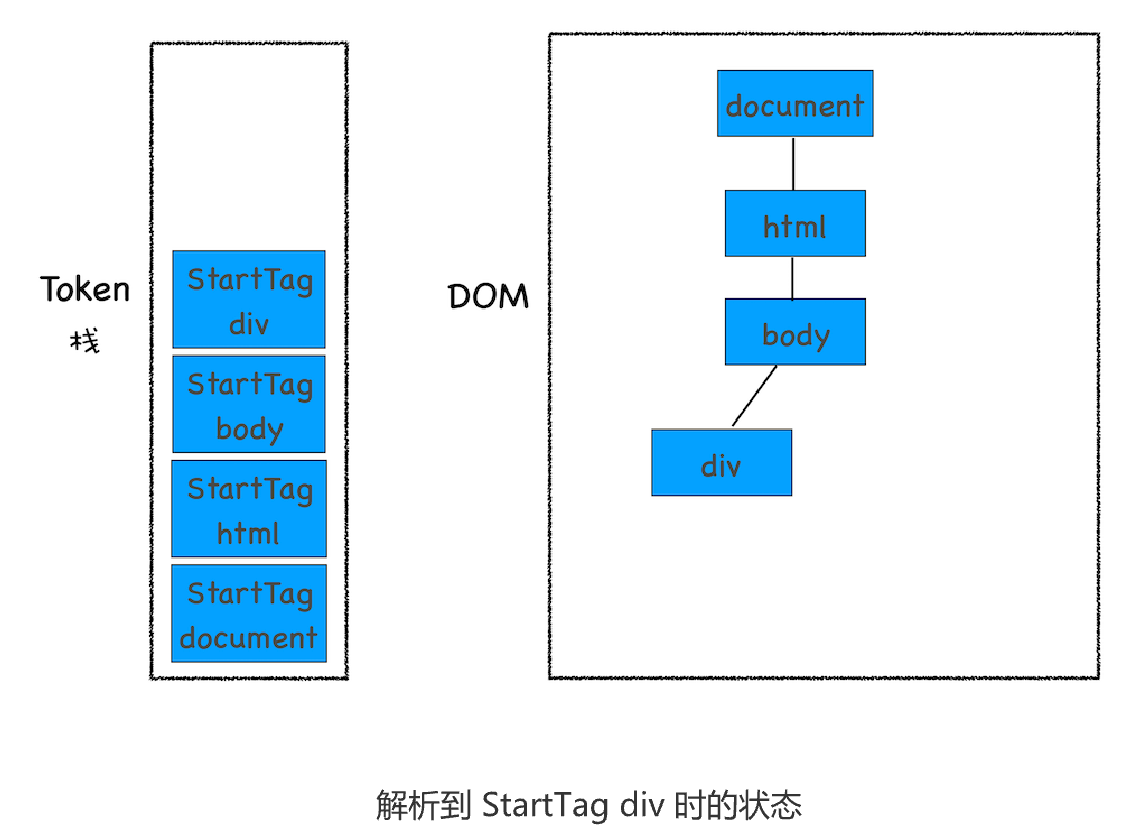 Token
栈
StartTag
div
StartTag
body
StartTag
html
StartTag
document
DOM
document
html
body
div
解析到 StartTag div 时的状态